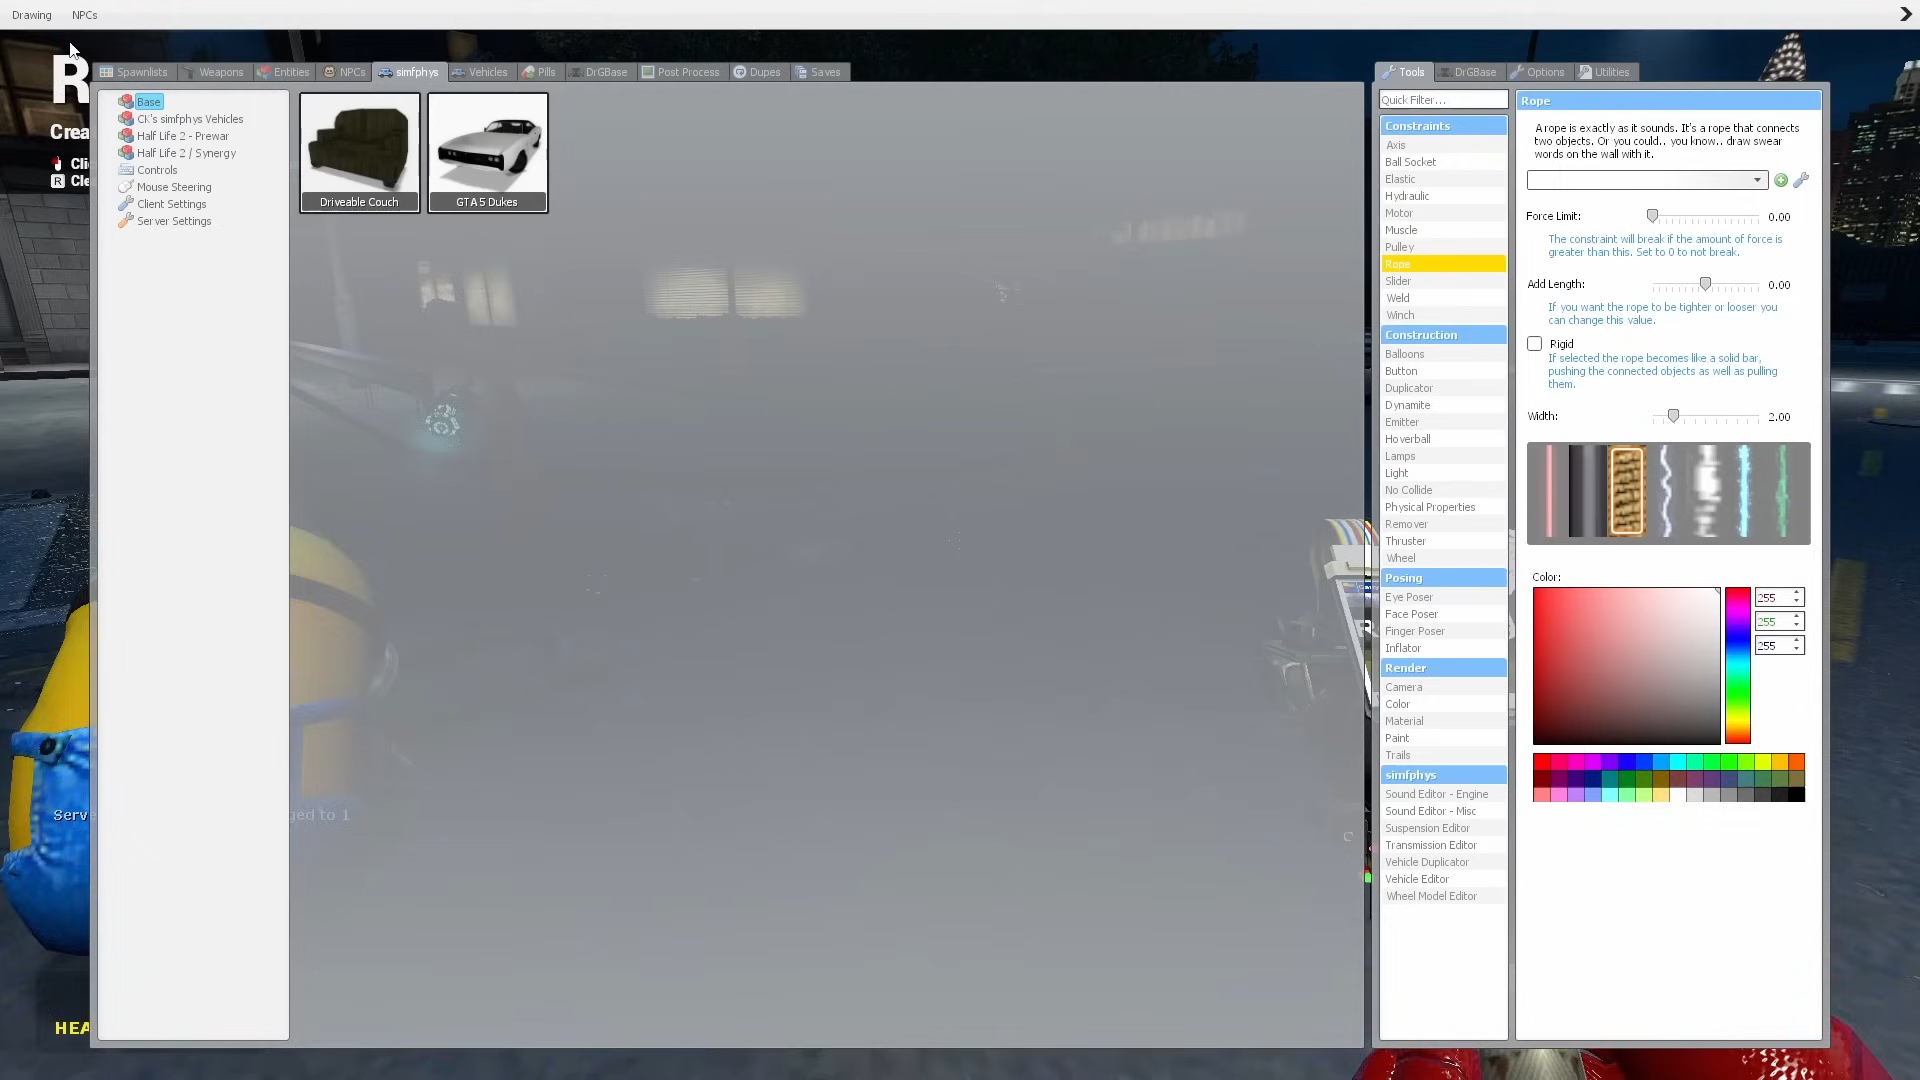 Drawing NPCs
R
Crea
Cli
R Cle
Spawnlists Weapons Entities NPCs simfphys Vehicles Pills DrGBase Post Process Dupes Saves
Base
CK's simfphys Vehicles
Half Life 2 - Prewar
Half Life 2 / Synergy
Controls
Mouse Steering
Client Settings
Server Settings
Driveable Couch
GTA 5 Dukes
Serve
ged to 1
HEA
Tools DrGBase Options Utilities
Quick Filter...
Constraints
Axis
Ball Socket
Elastic
Hydraulic
Motor
Muscle
Pulley
Rope
Slider
Weld
Winch
Construction
Balloons
Button
Duplicator
Dynamite
Emitter
Hoverball
Lamps
Light
No Collide
Physical Properties
Remover
Thruster
Wheel
Posing
Eye Poser
Face Poser
Finger Poser
Inflator
Render
Camera
Color
Material
Paint
Trails
simfphys
Sound Editor - Engine
Sound Editor - Misc
Suspension Editor
Transmission Editor
Vehicle Duplicator
Vehicle Editor
Wheel Model Editor
Rope
A rope is exactly as it sounds. It's a rope that connects
two objects. Or you could.. you know.. draw swear
words on the wall with it.
Force Limit: 0.00
The constraint will break if the amount of force is
greater than this. Set to 0 to not break.
Add Length: 0.00
If you want the rope to be tighter or looser you
can change this value.
Rigid
If selected the rope becomes like a solid bar,
pushing the connected objects as well as pulling
them.
Width: 2.00
Color:
255
255
255